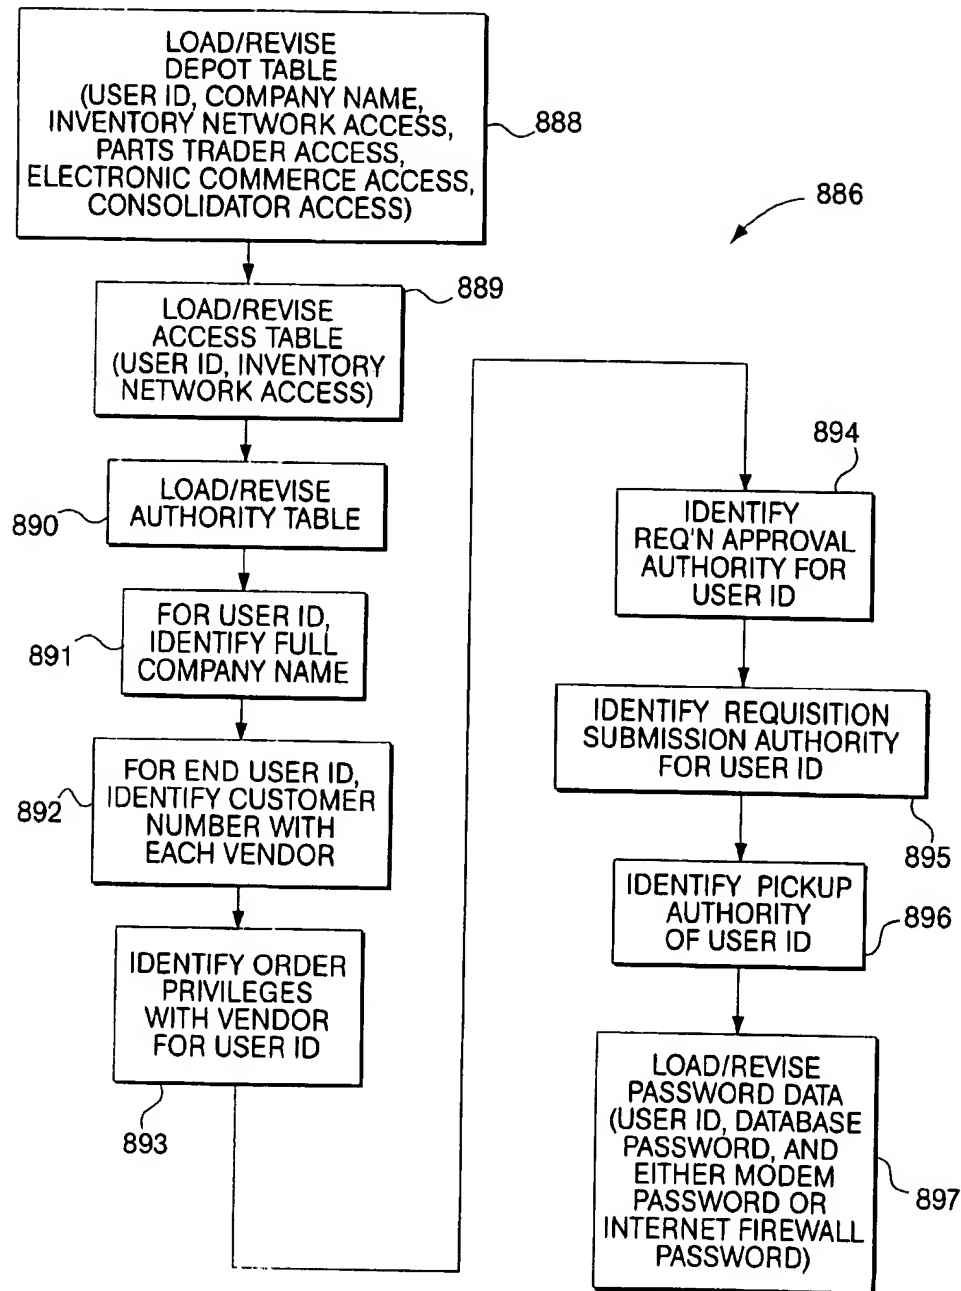 LOAD/REVISE
DEPOT TABLE
(USER ID, COMPANY NAME,
INVENTORY NETWORK ACCESS,
PARTS TRADER ACCESS,
ELECTRONIC COMMERCE ACCESS,
CONSOLIDATOR ACCESS)
888
886
LOAD/REVISE
ACCESS TABLE
(USER ID, INVENTORY
NETWORK ACCESS)
889
LOAD/REVISE
AUTHORITY TABLE
890
FOR USER ID,
IDENTIFY FULL
COMPANY NAME
891
FOR END USER ID,
IDENTIFY CUSTOMER
NUMBER WITH
EACH VENDOR
892
IDENTIFY ORDER
PRIVILEGES
WITH VENDOR
FOR USER ID
893
894
IDENTIFY
REQ'N APPROVAL
AUTHORITY FOR
USER ID
IDENTIFY REQUISITION
SUBMISSION AUTHORITY
FOR USER ID
895
IDENTIFY PICKUP
AUTHORITY
OF USER ID
896
LOAD/REVISE
PASSWORD DATA
(USER ID, DATABASE
PASSWORD, AND
EITHER MODEM
PASSWORD OR
INTERNET FIREWALL
PASSWORD)
897